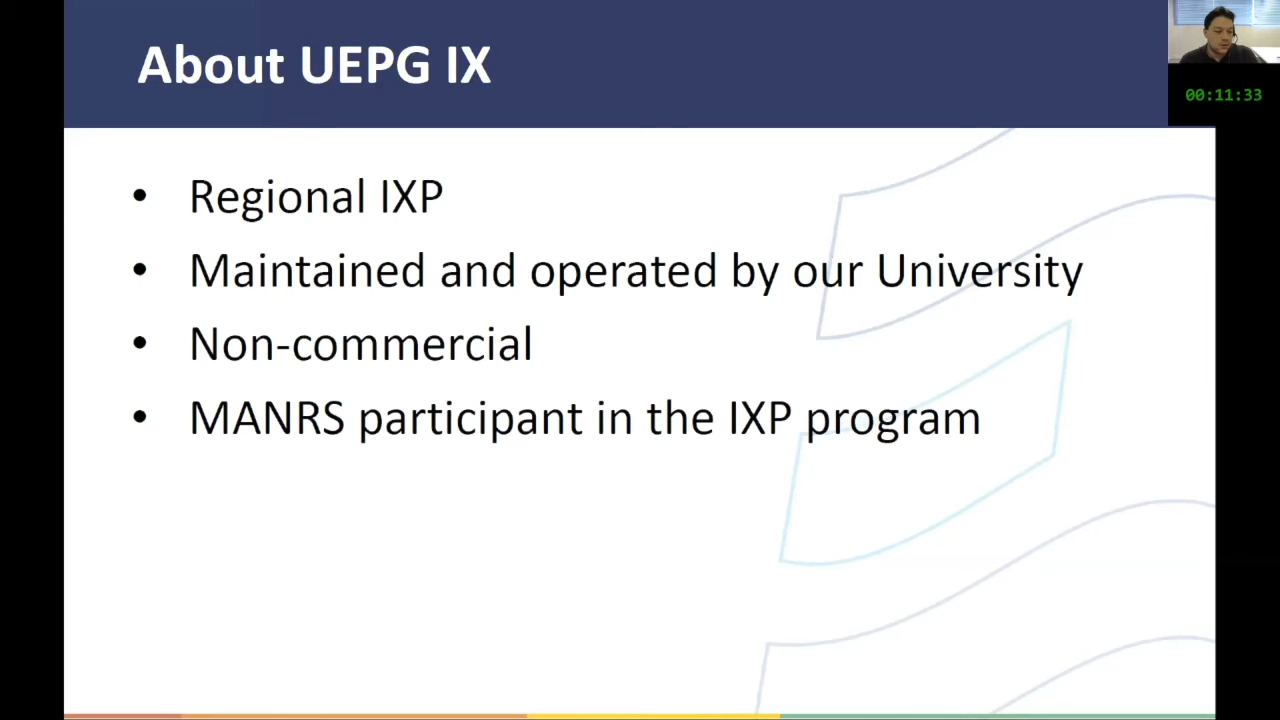 About UEPG IX
00:11:33
• Regional IXP
• Maintained and operated by our University
• Non-commercial
• MANRS participant in the IXP program